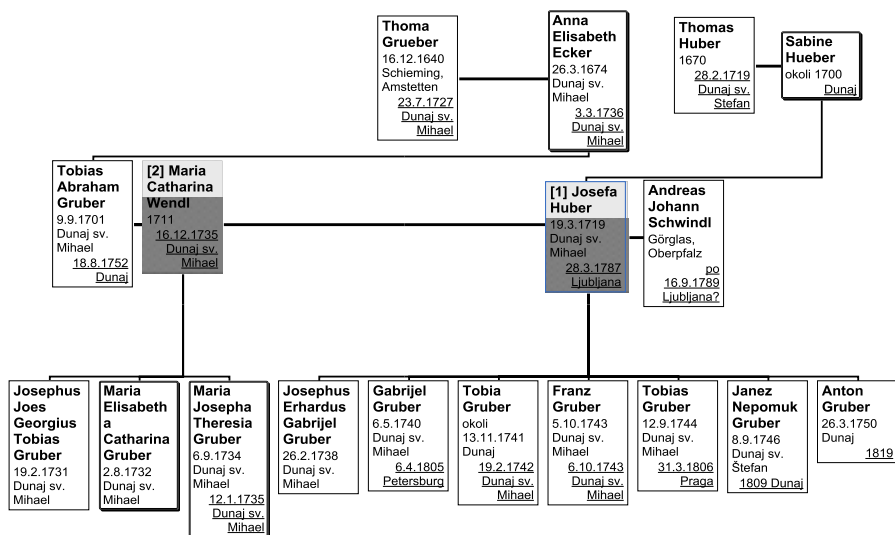 Thoma
Grueber
16.12.1640
Schieming,
Amstetten
23.7.1727
Dunaj sv.
Mihael
Anna
Elisabeth
Ecker
26.3.1674
Dunaj sv.
Mihael
3.3.1736
Dunaj sv.
Mihael
Thomas
Huber
1670
28.2.1719
Dunaj sv.
Stefan
Sabine
Hueber
okoli 1700
Dunaj
Tobias
Abraham
Gruber
9.9.1701
Dunaj sv.
Mihael
18.8.1752
Dunaj
[2] Maria
Catharina
Wendl
1711
16.12.1735
Dunaj sv.
Mihael
[1] Josefa
Huber
19.3.1719
Dunaj sv.
Mihael
28.3.1787
Ljubljana
Andreas
Johann
Schwindl
Görglas,
Oberpfalz
po
16.9.1789
Ljubljana?
Josephus
Joes
Georgius
Tobias
Gruber
19.2.1731
Dunaj sv.
Mihael
Maria
Elisabeth
a
Catharina
Gruber
2.8.1732
Dunaj sv.
Mihael
Maria
Josepha
Theresia
Gruber
6.9.1734
Dunaj sv.
Mihael
12.1.1735
Dunaj sv.
Mihael
Josephus
Erhardus
Gabrijel
Gruber
26.2.1738
Dunaj sv.
Mihael
Gabrijel
Gruber
6.5.1740
Dunaj sv.
Mihael
6.4.1805
Petersburg
Tobia
Gruber
okoli
13.11.1741
Dunaj
19.2.1742
Dunaj sv.
Mihael
Franz
Gruber
5.10.1743
Dunaj sv.
Mihael
6.10.1743
Dunaj sv.
Mihael
Tobias
Gruber
12.9.1744
Dunaj sv.
Mihael
31.3.1806
Praga
Janez
Nepomuk
Gruber
8.9.1746
Dunaj sv.
Štefan
1809 Dunaj
Anton
Gruber
26.3.1750
Dunaj
1819